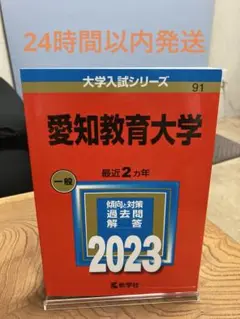 24時間以内発送
大学入試シリーズ
91
愛知教育大学
一般
最近2カ年
傾向と対策
過去問
解答
2023
教学社